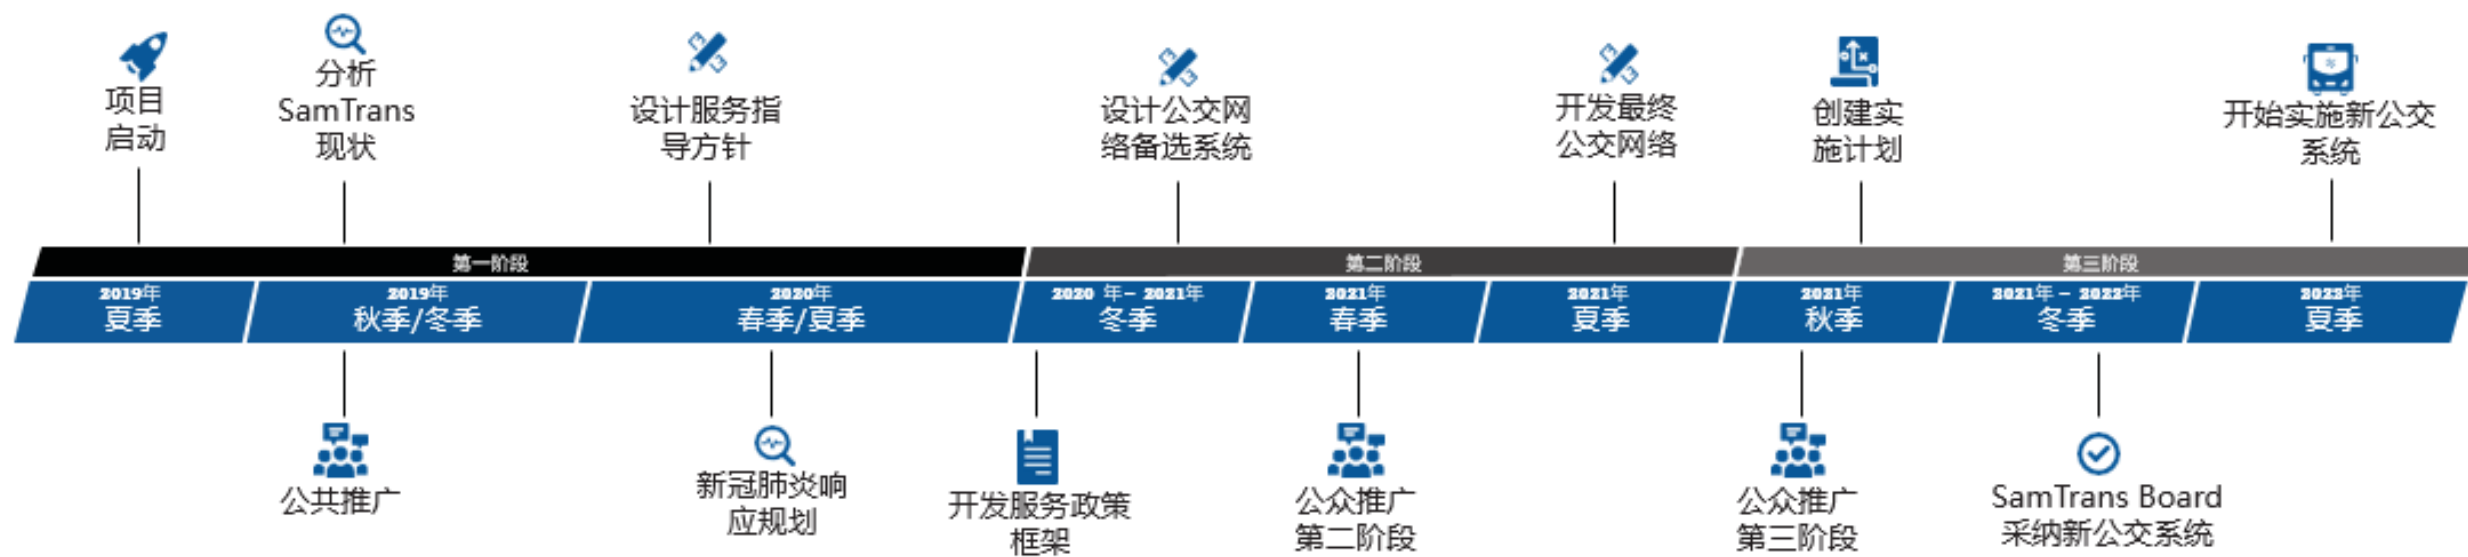 项目
启动
分析
SamTrans
现状
设计服务指
导方针
设计公交网
络备选系统
开发最终
公交网络
创建实
施计划
开始实施新公交
系统
第一阶段
第二阶段
第三阶段
2019年
夏季
2019年
秋季/冬季
2020年
春季/夏季
2020 年– 2021年
冬季
2021年
春季
2021年
夏季
2021年
秋季
2021年 – 2022年
冬季
2022年
夏季
公共推广
新冠肺炎响
应规划
开发服务政策
框架
公众推广
第二阶段
公众推广
第三阶段
SamTrans Board
采纳新公交系统